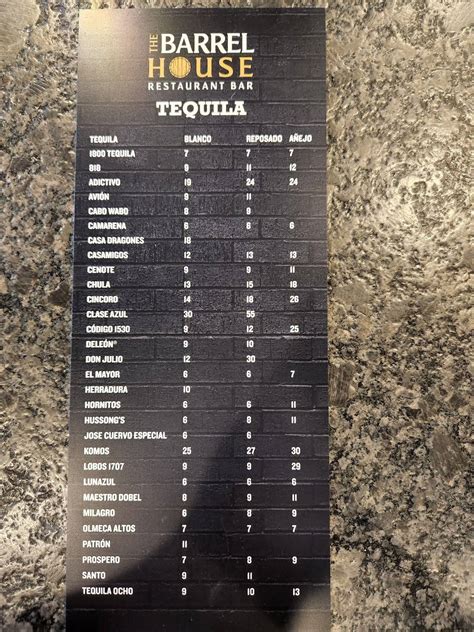 THE BARREL
HOUSE
RESTAURANT BAR
TEQUILA
TEQUILA BLANCO REPOSADO AÑEJO
1800 TEQUILA 7 7 7
818 9 11 12
ADICTIVO 19 24 24
AVIÓN 9 11
CABO WABO 8 9
CAMARENA 6 8 6
CASA DRAGONES 18
CASAMIGOS 12 13 13
CENOTE 9 9 11
CHULA 13 15 18
CINCORO 14 18 26
CLASE AZUL 30 55
CÓDIGO 1530 9 12 25
DELEÓN® 9 10
DON JULIO 12 30
EL MAYOR 6 6 7
HERRADURA 10
HORNITOS 6 6 11
HUSSONG'S 6 8 11
JOSE CUERVO ESPECIAL 6 6
KOMOS 25 27 30
LOBOS 1707 9 9 29
LUNAZUL 6 6
MAESTRO DOBEL 8 9 11
MILAGRO 6 8 9
OLMECA ALTOS 7 7 7
PATRÓN 11
PROSPERO 7 8 9
SANTO 9 11
TEQUILA OCHO 9 10 13